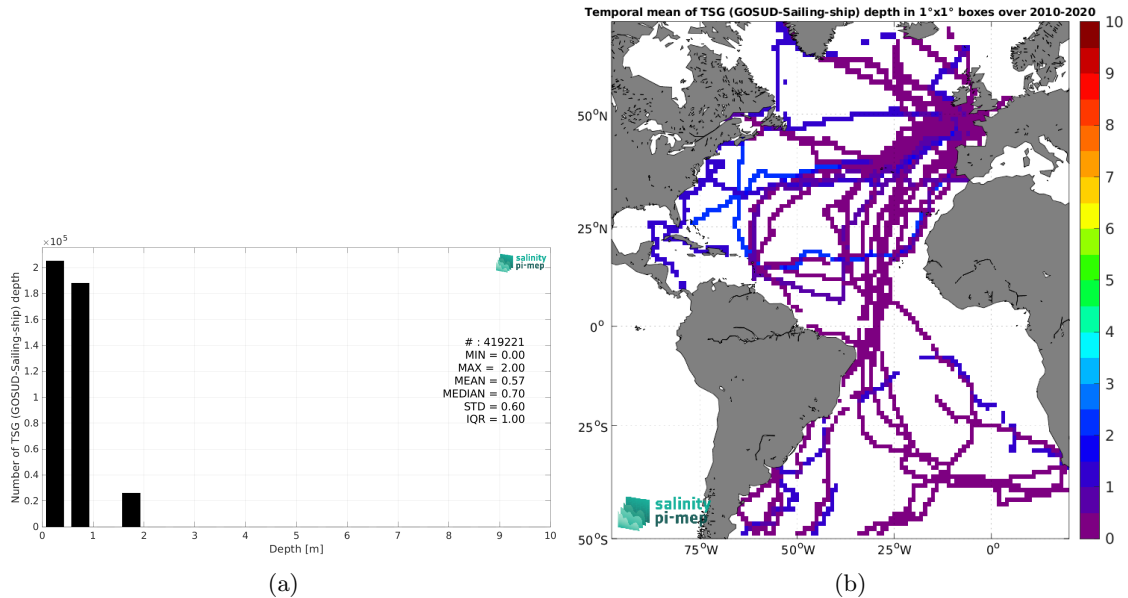 ×10⁵
2
1.8
1.6
1.4
1.2
1
0.8
0.6
0.4
0.2
0
Number of TSG (GOSUD-Sailing-ship) depth
salinity
pi-mep
# : 419221
MIN = 0.00
MAX = 2.00
MEAN = 0.57
MEDIAN = 0.70
STD = 0.60
IQR = 1.00
0 1 2 3 4 5 6 7 8 9 10
Depth [m]
(a)
Temporal mean of TSG (GOSUD-Sailing-ship) depth in 1°x1° boxes over 2010-2020
50°N
25°N
0°
25°S
50°S
salinity
pi-mep
75°W 50°W 25°W 0°
10
9
8
7
6
5
4
3
2
1
0
(b)